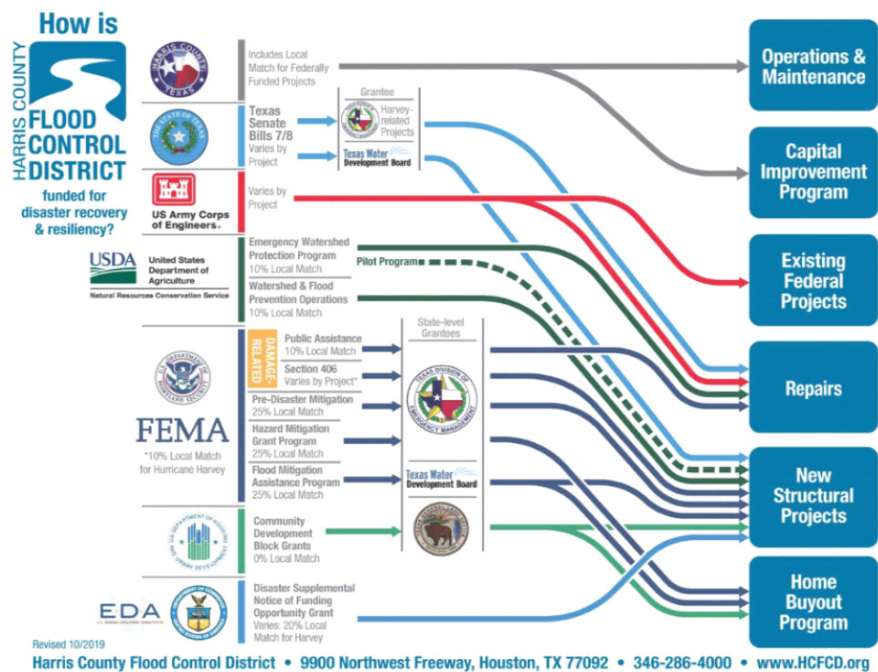 How is
HARRIS COUNTY
FLOOD
CONTROL
DISTRICT
funded for
disaster recovery
& resiliency?
HARRIS COUNTY
TEXAS
Includes Local
Match for Federally
Funded Projects
THE STATE OF TEXAS
Texas
Senate
Bills 7/8
Varies by
Project
Grantee
Harvey-
related
Projects
Texas Water
Development Board
US Army Corps
of Engineers
Varies by
Project
USDA
United States
Department of
Agriculture
Natural Resources Conservation Service
Emergency Watershed
Protection Program
10% Local Match
Pilot Program
Watershed & Flood
Prevention Operations
10% Local Match
FEMA
*10% Local Match
for Hurricane Harvey
DAMAGE-
RELATED
Public Assistance
10% Local Match
Section 406
Varies by Project*
Pre-Disaster Mitigation
25% Local Match
Hazard Mitigation
Grant Program
25% Local Match
Flood Mitigation
Assistance Program
25% Local Match
State-level
Grantees
TEXAS DIVISION OF
EMERGENCY MANAGEMENT
Texas Water
Development Board
Community
Development
Block Grants
0% Local Match
EDA
Disaster Supplemental
Notice of Funding
Opportunity Grant
Varies: 20% Local
Match for Harvey
Operations &
Maintenance
Capital
Improvement
Program
Existing
Federal
Projects
Repairs
New
Structural
Projects
Home
Buyout
Program
Revised 10/2019
Harris County Flood Control District • 9900 Northwest Freeway, Houston, TX 77092 • 346-286-4000 • www.HCFCD.org